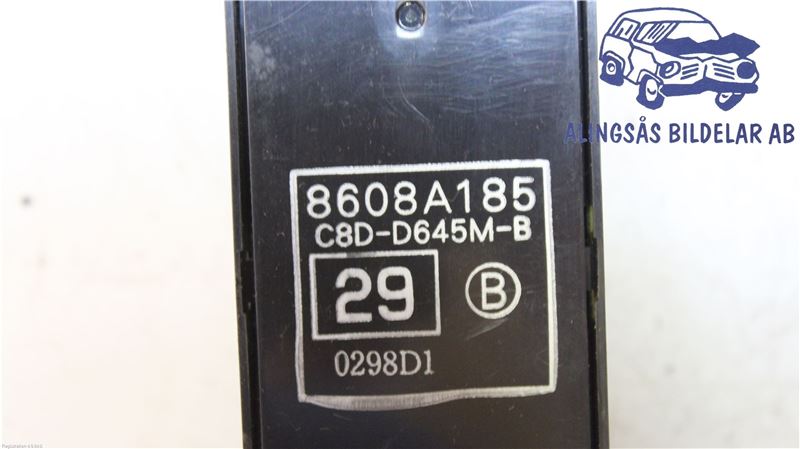 ALINGSÅS BILDELAR AB
8608A185
C8D-D645M-B
29
B
0298D1